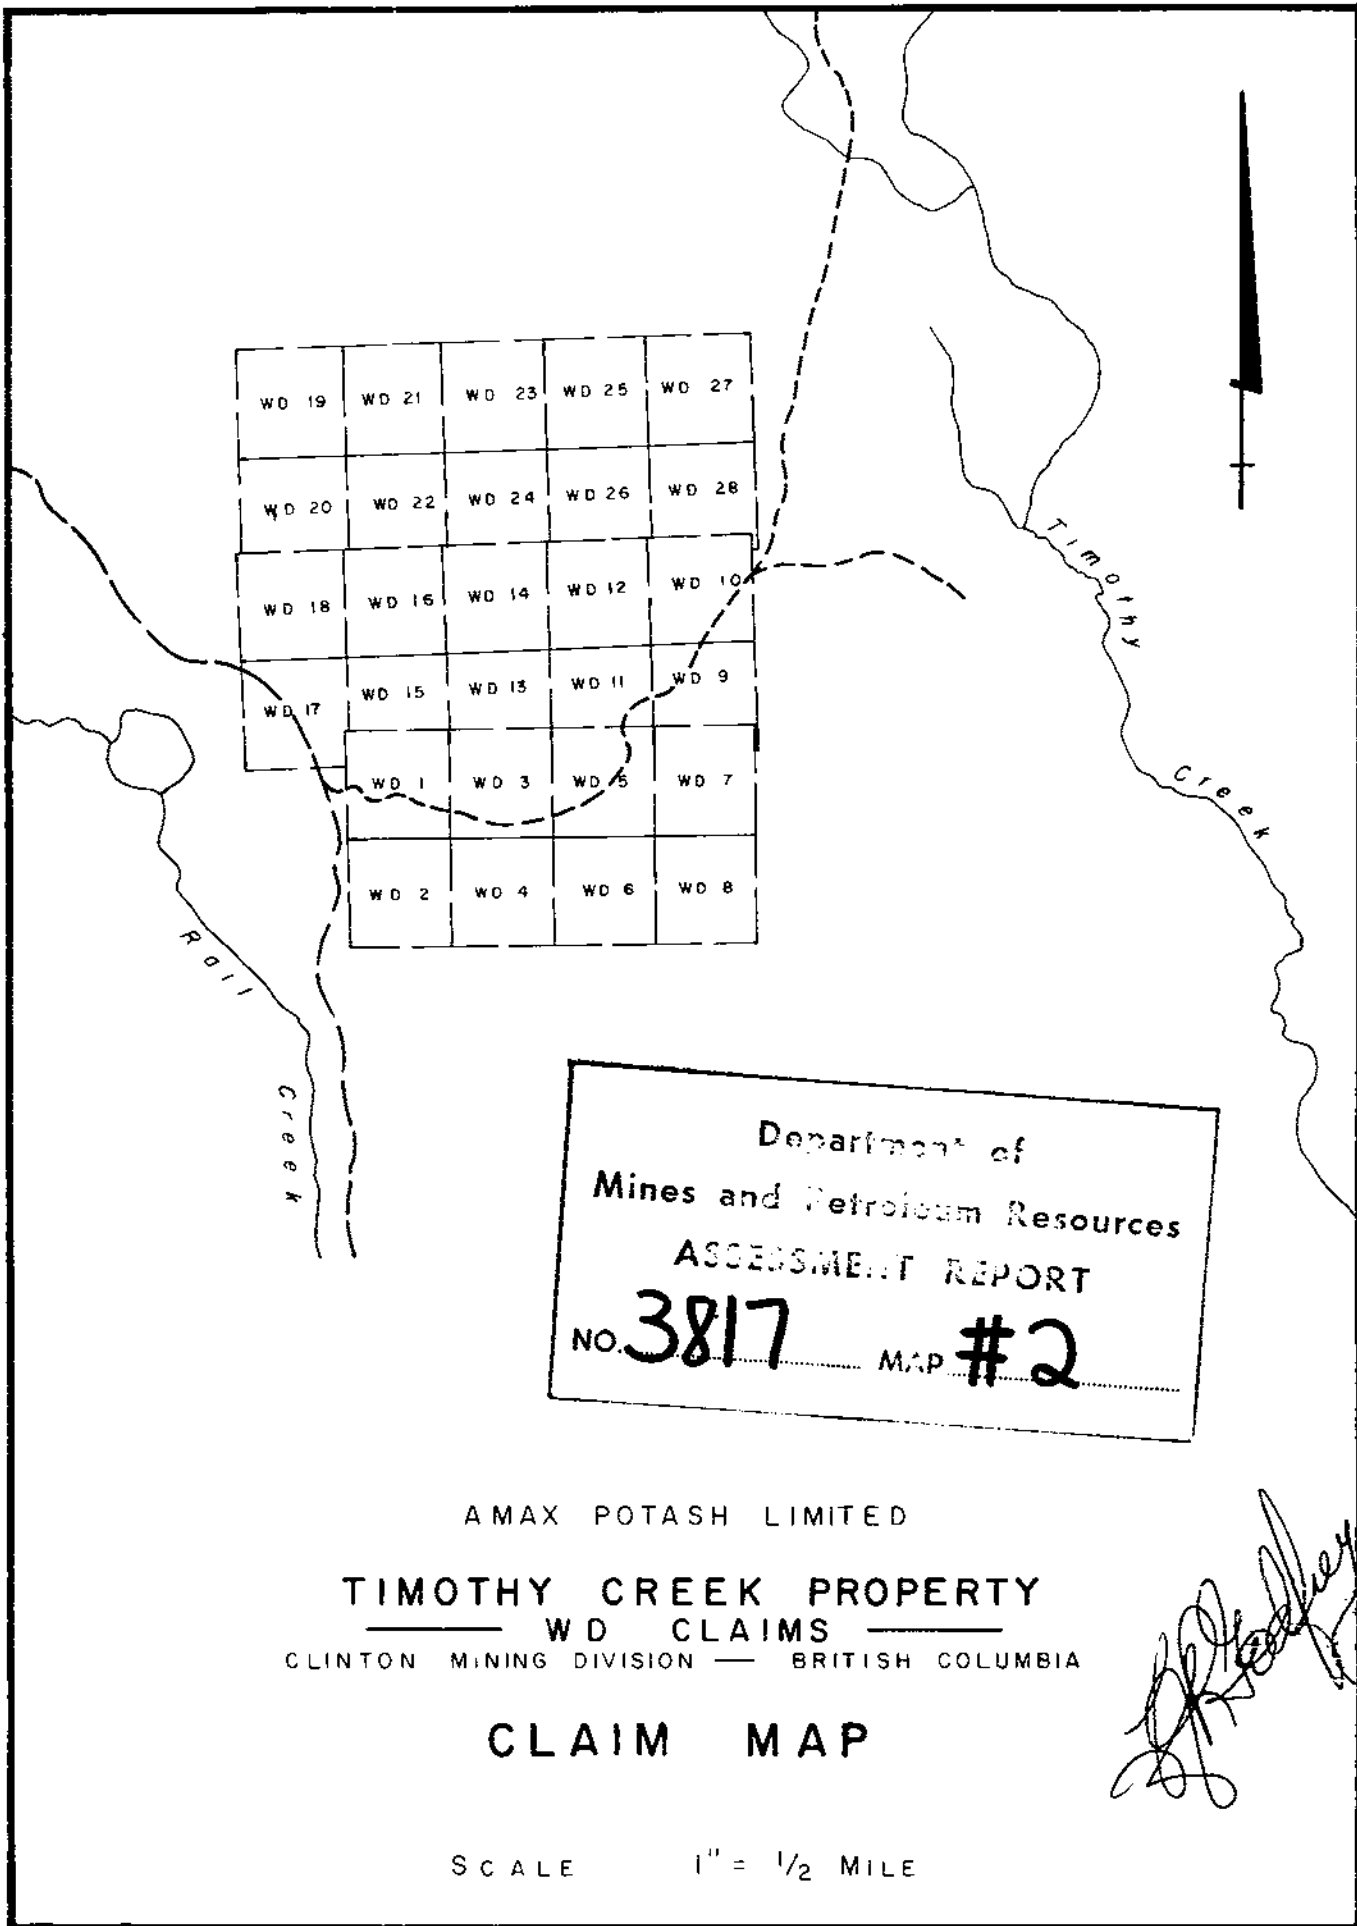 WD 19 WD 21 WD 23 WD 25 WD 27
WD 20 WD 22 WD 24 WD 26 WD 28
WD 18 WD 16 WD 14 WD 12 WD 10
WD 17 WD 15 WD 13 WD 11 WD 9
WD 1 WD 3 WD 5 WD 7
WD 2 WD 4 WD 6 WD 8
Timothy Creek
Rail Creek
Department of
Mines and Petroleum Resources
ASSESSMENT REPORT
NO. 3817 MAP #2
AMAX POTASH LIMITED
TIMOTHY CREEK PROPERTY
WD CLAIMS
CLINTON MINING DIVISION — BRITISH COLUMBIA
CLAIM MAP
SCALE 1" = 1/2 MILE